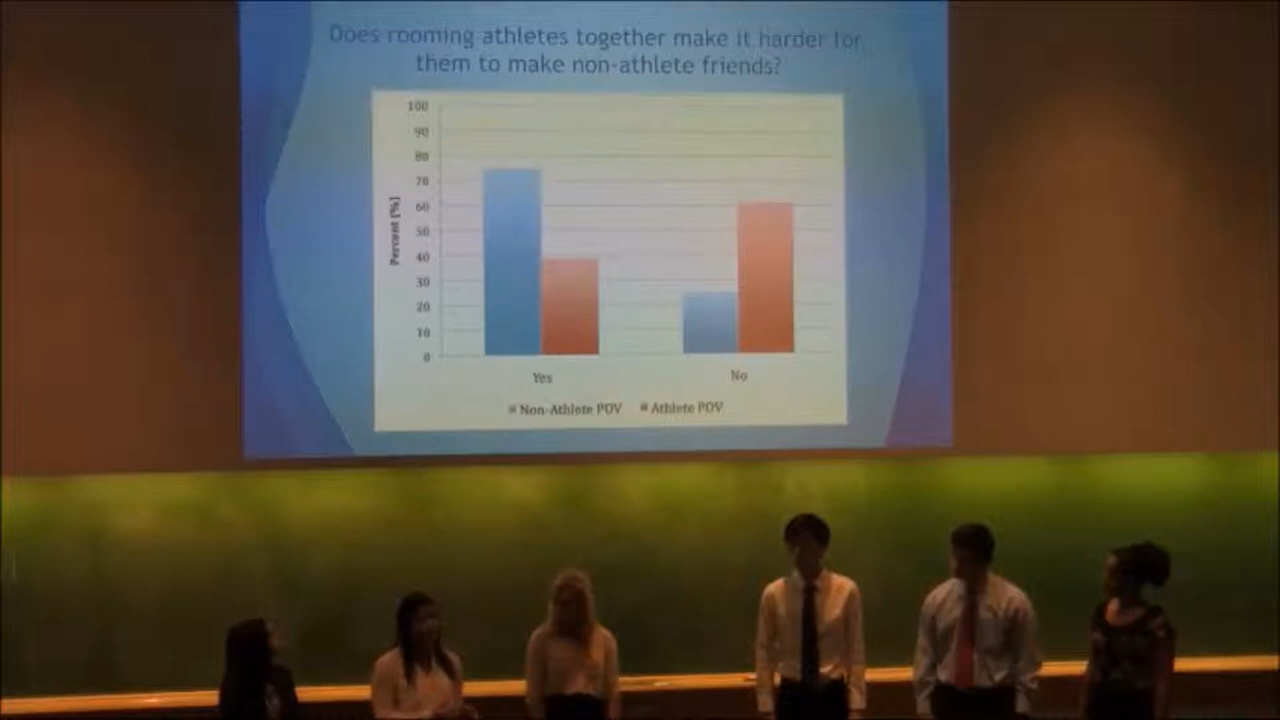 Does rooming athletes together make it harder for
them to make non-athlete friends?
100
90
80
70
60
50
40
30
20
10
0
Percent (%)
Yes No
Non-Athlete POV Athlete POV